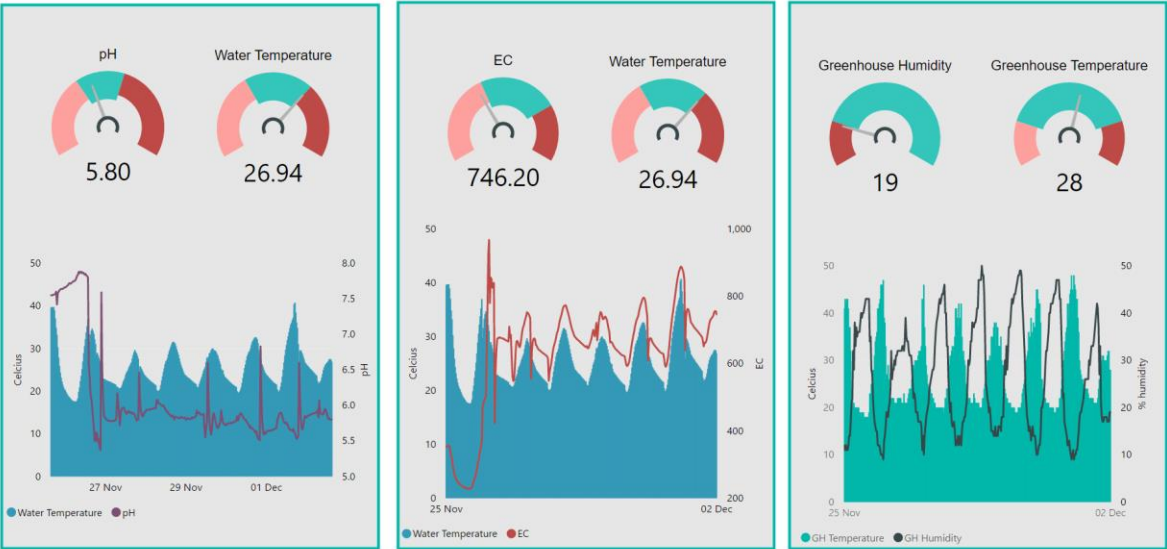 pH
Water Temperature
5.80
26.94
50
40
30
20
10
0
Celcius
8.0
7.5
7.0
6.5
6.0
5.5
5.0
pH
27 Nov
29 Nov
01 Dec
Water Temperature
pH
EC
Water Temperature
746.20
26.94
50
40
30
20
10
0
Celcius
1,000
800
600
400
200
EC
25 Nov
02 Dec
Water Temperature
EC
Greenhouse Humidity
Greenhouse Temperature
19
28
50
40
30
20
10
0
Celcius
50
40
30
20
10
0
% humidity
25 Nov
02 Dec
GH Temperature
GH Humidity